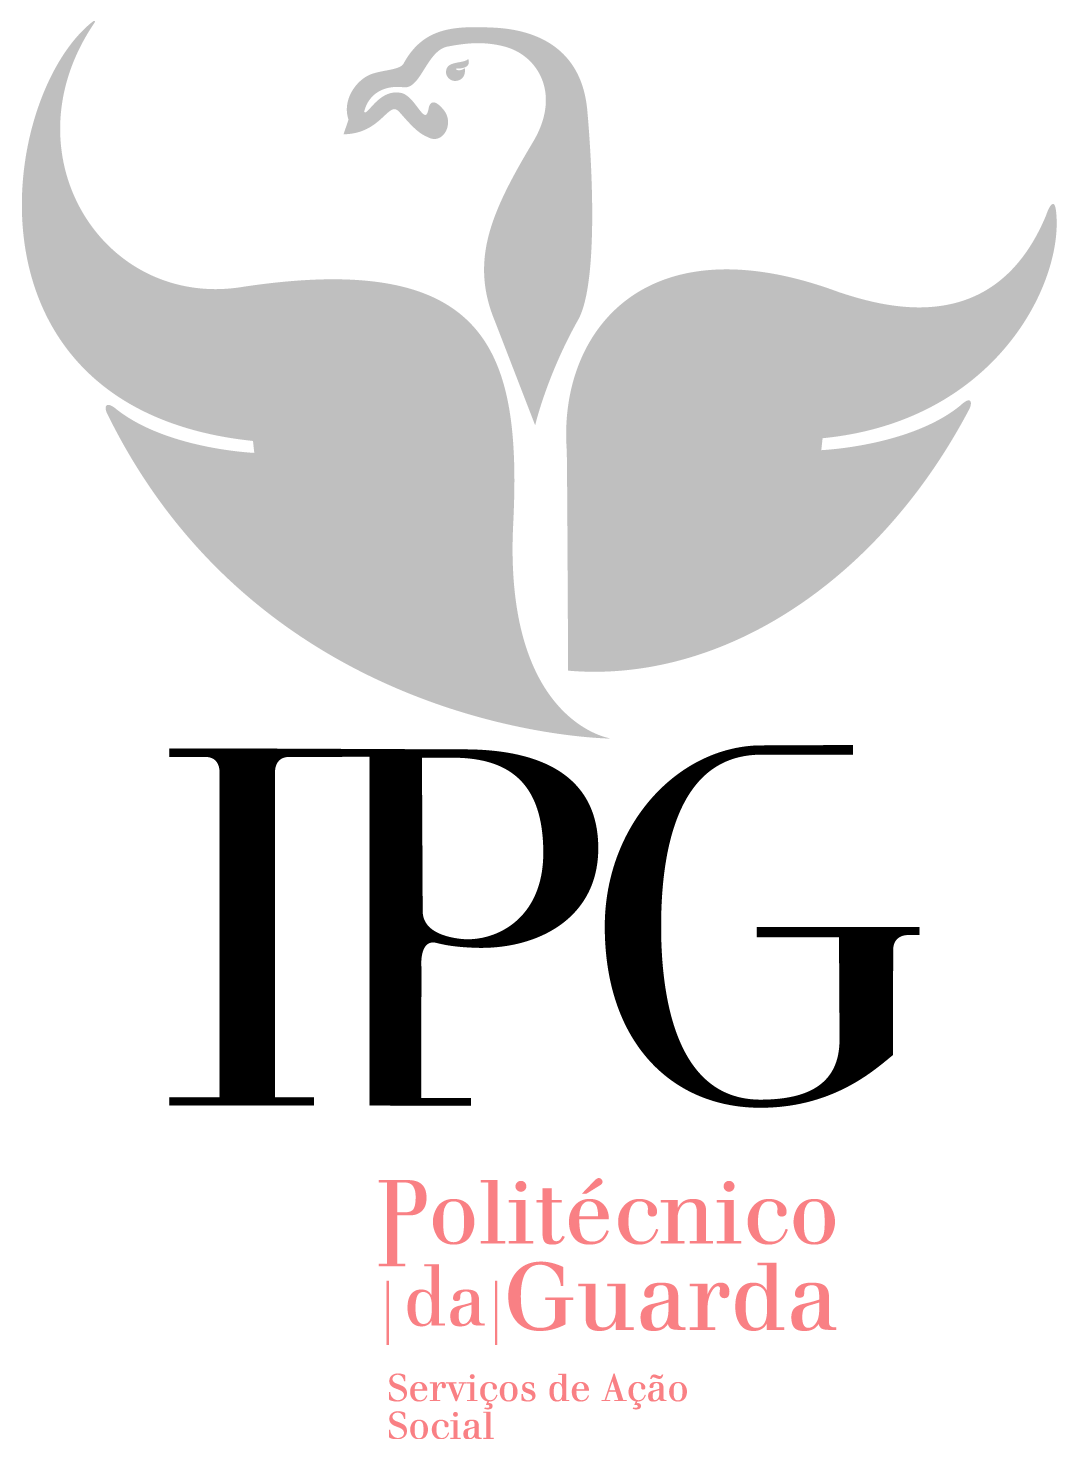 IPG
Politécnico
|da|Guarda
Serviços de Ação
Social